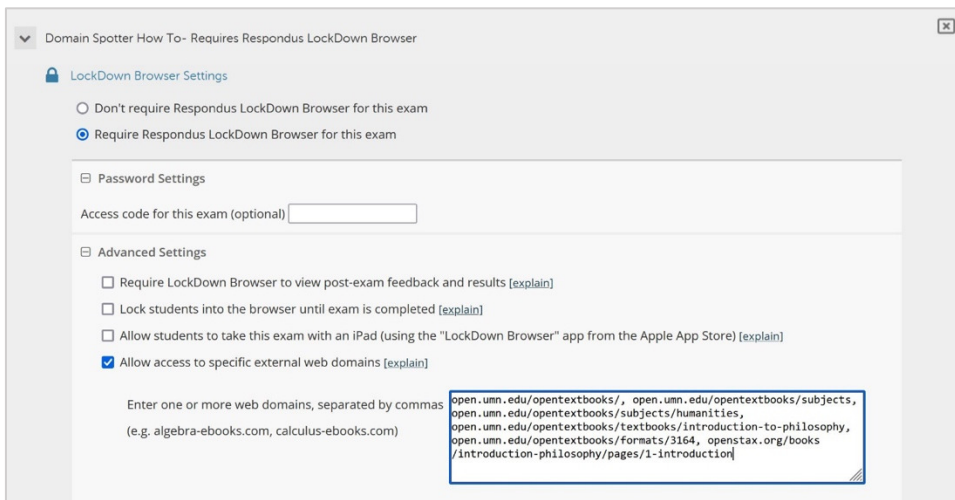 Domain Spotter How To- Requires Respondus LockDown Browser
LockDown Browser Settings
Don't require Respondus LockDown Browser for this exam
Require Respondus LockDown Browser for this exam
Password Settings
Access code for this exam (optional)
Advanced Settings
Require LockDown Browser to view post-exam feedback and results [explain]
Lock students into the browser until exam is completed [explain]
Allow students to take this exam with an iPad (using the "LockDown Browser" app from the Apple App Store) [explain]
Allow access to specific external web domains [explain]
Enter one or more web domains, separated by commas
(e.g. algebra-ebooks.com, calculus-ebooks.com)
open.umn.edu/opentextbooks/, open.umn.edu/opentextbooks/subjects,
open.umn.edu/opentextbooks/subjects/humanities,
open.umn.edu/opentextbooks/textbooks/introduction-to-philosophy,
open.umn.edu/opentextbooks/formats/3164, openstax.org/books
/introduction-philosophy/pages/1-introduction